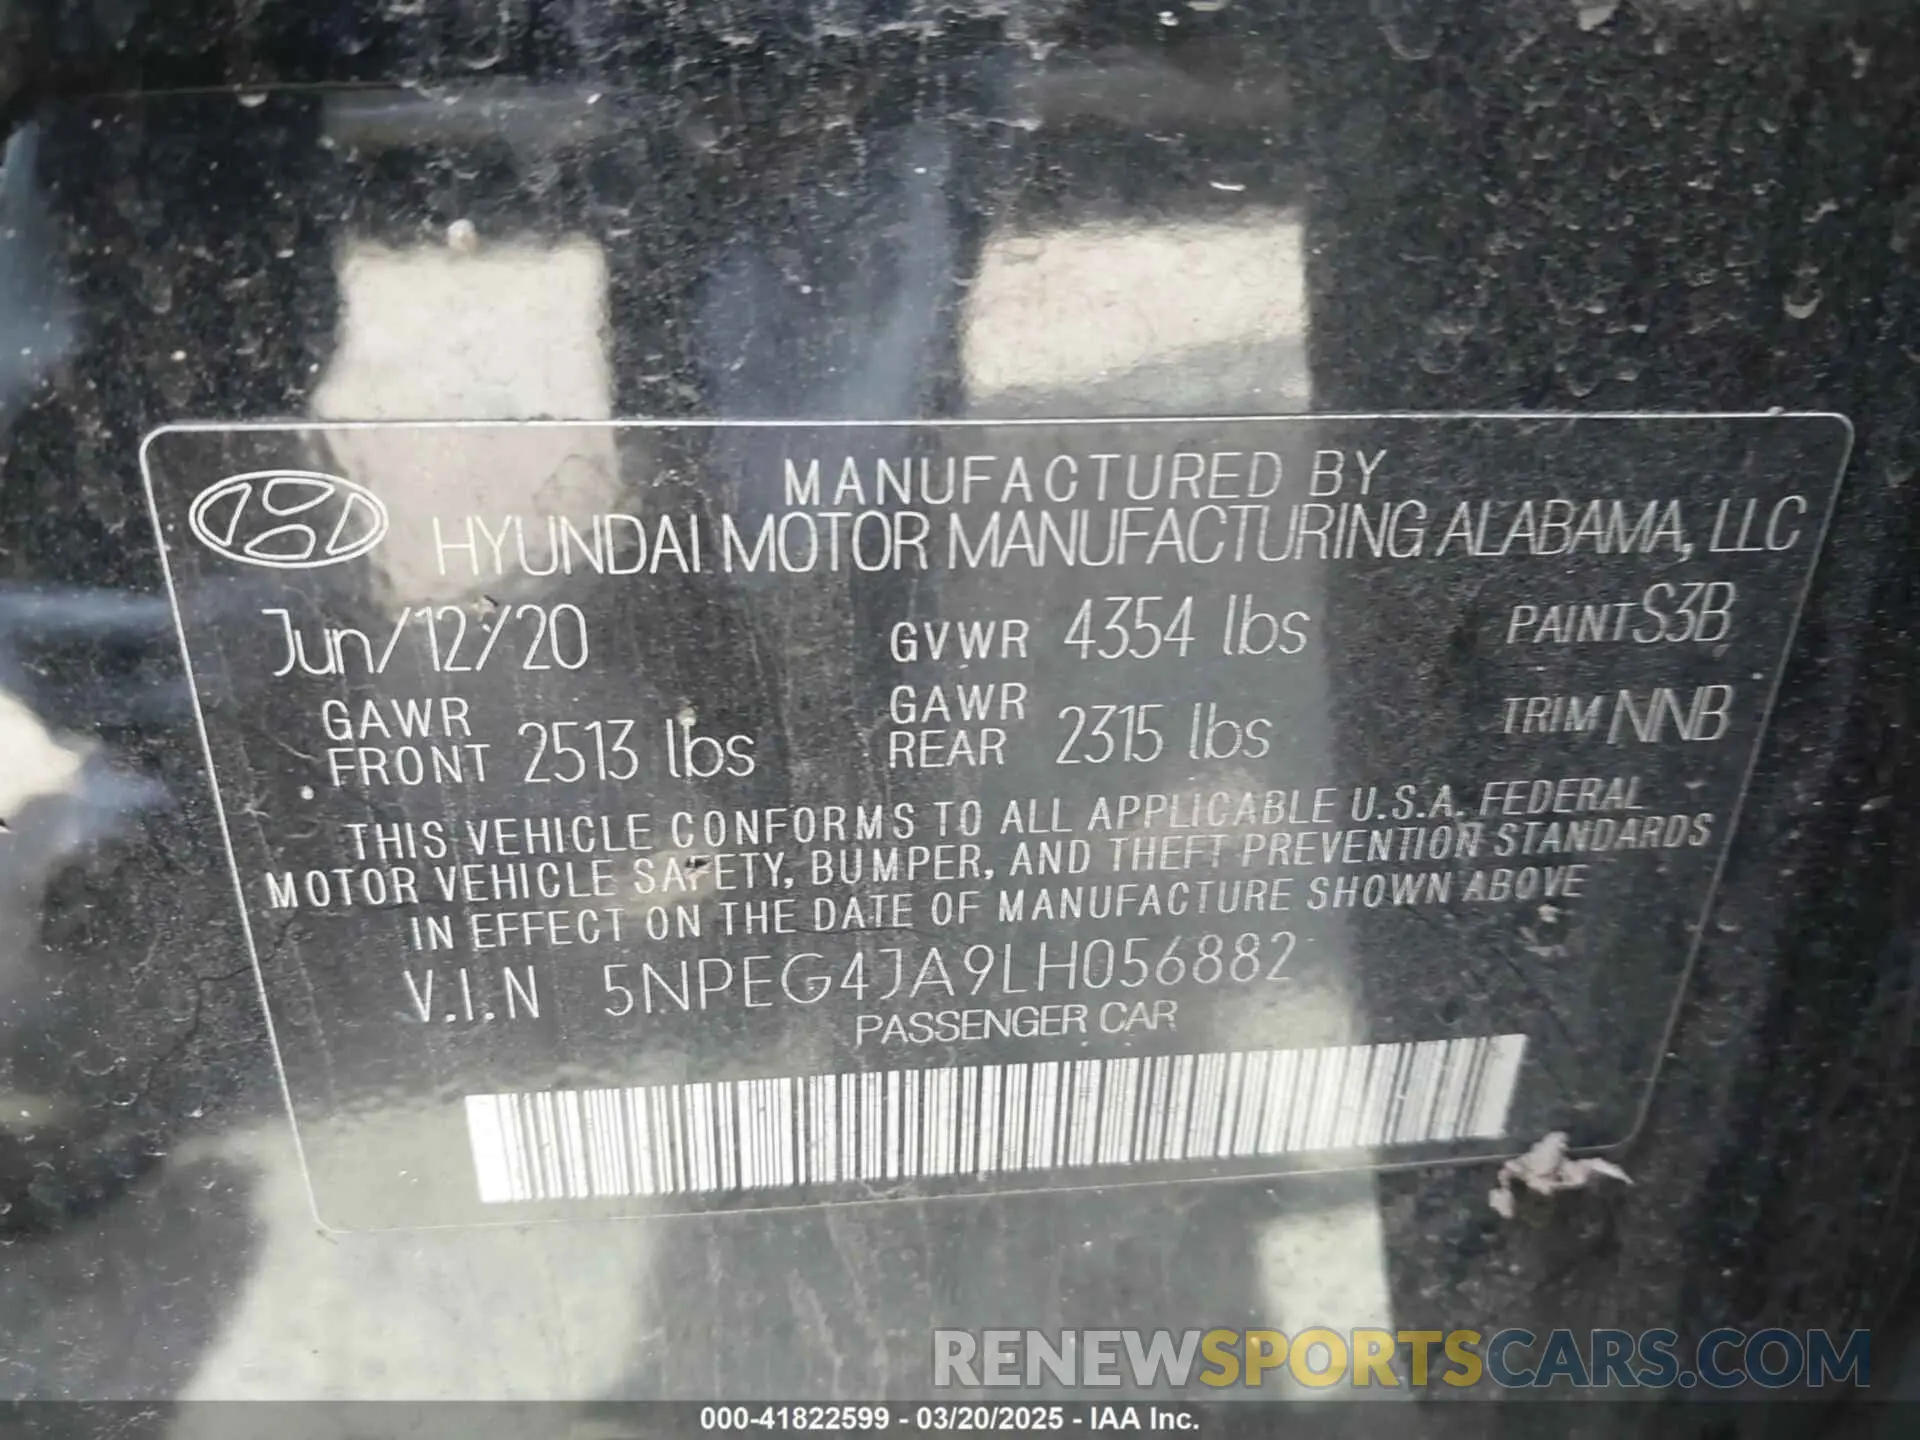 MANUFACTURED BY
HYUNDAI MOTOR MANUFACTURING ALABAMA, LLC
Jun/12/20 GVWR 4354 lbs PAINT S3B
GAWR FRONT 2513 lbs GAWR REAR 2315 lbs TRIM NNB
THIS VEHICLE CONFORMS TO ALL APPLICABLE U.S.A. FEDERAL
MOTOR VEHICLE SAFETY, BUMPER, AND THEFT PREVENTION STANDARDS
IN EFFECT ON THE DATE OF MANUFACTURE SHOWN ABOVE
V.I.N 5NPEG4JA9LH056882
PASSENGER CAR
RENEWSPORTSCARS.COM
000-41822599 - 03/20/2025 - IAA Inc.